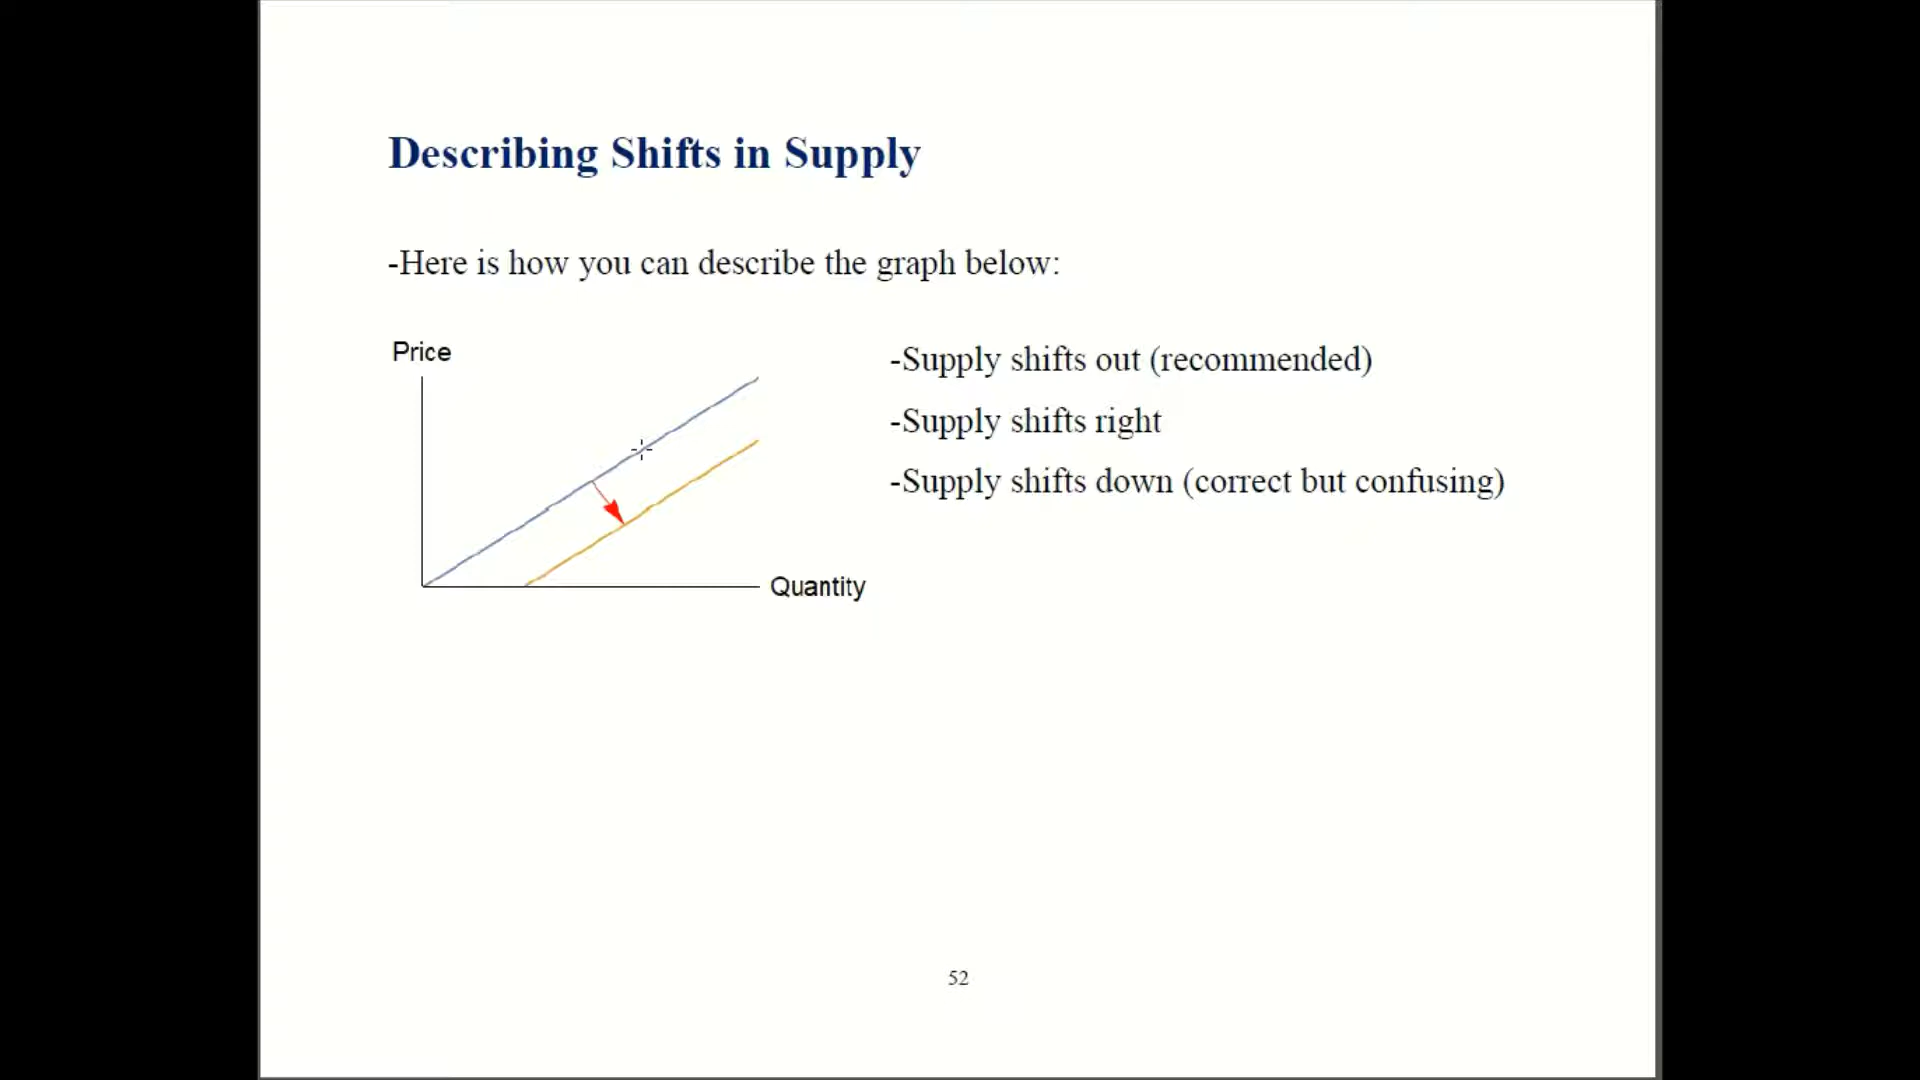 Describing Shifts in Supply
-Here is how you can describe the graph below:
Price
-Supply shifts out (recommended)
-Supply shifts right
-Supply shifts down (correct but confusing)
Quantity
52